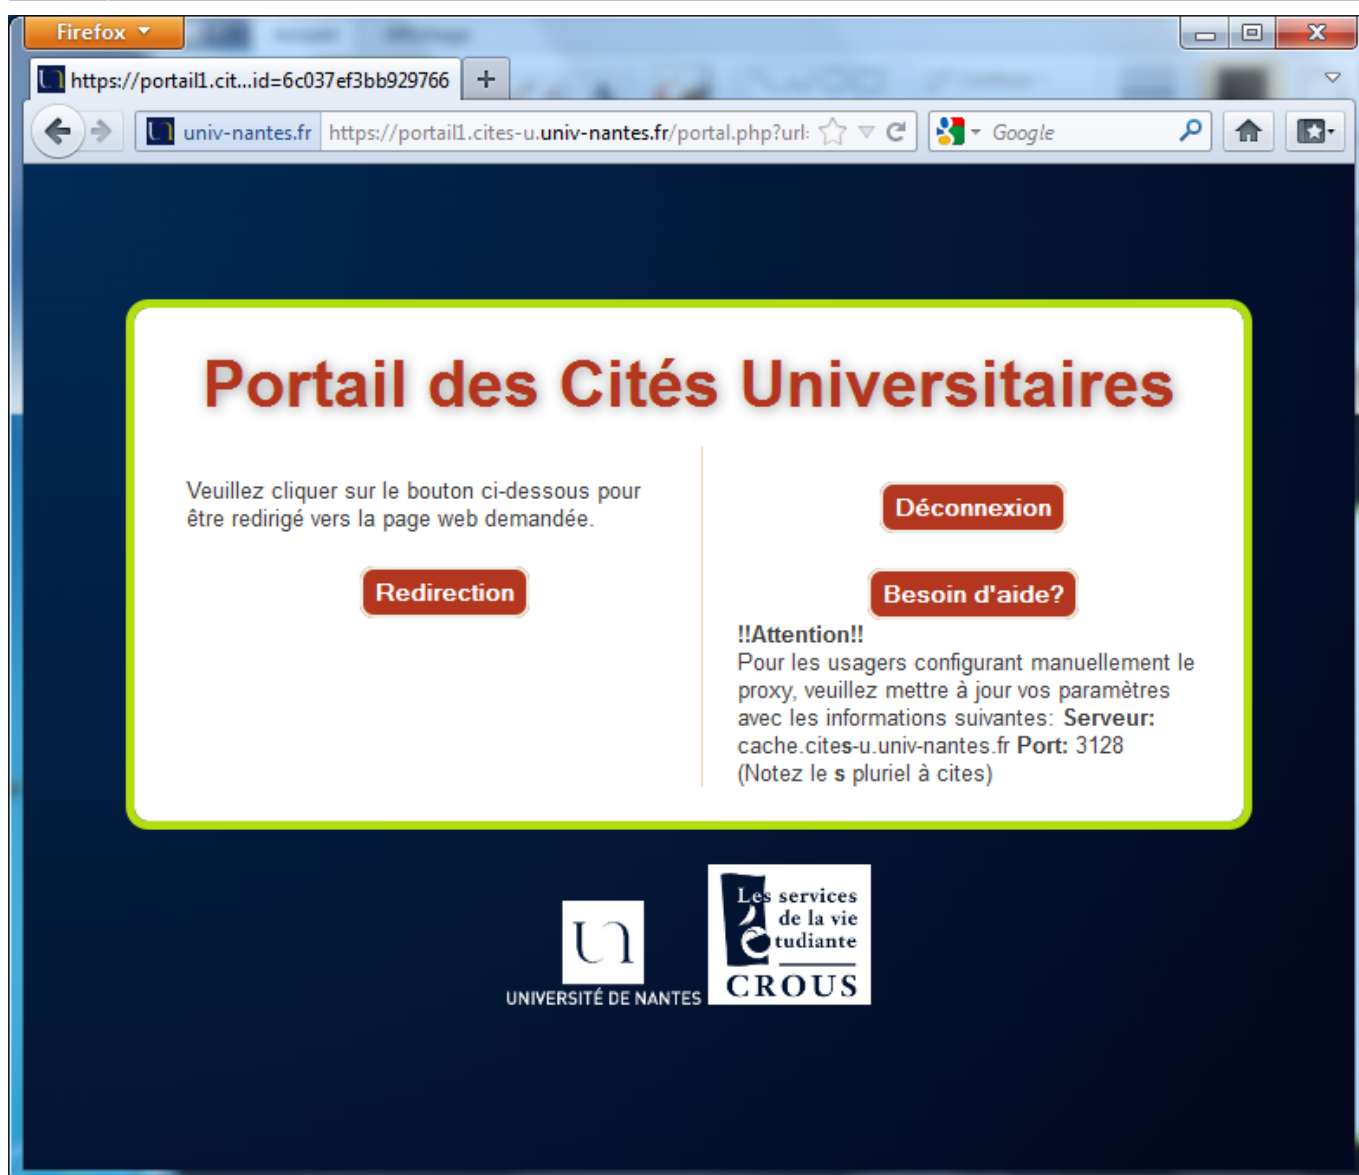 Firefox
https://portail1.cit...id=6c037ef3bb929766
univ-nantes.fr https://portail1.cites-u.univ-nantes.fr/portal.php?url: Google
Portail des Cités Universitaires
Veuillez cliquer sur le bouton ci-dessous pour
être redirigé vers la page web demandée.
Redirection
Déconnexion
Besoin d'aide?
!!Attention!!
Pour les usagers configurant manuellement le
proxy, veuillez mettre à jour vos paramètres
avec les informations suivantes: Serveur:
cache.cites-u.univ-nantes.fr Port: 3128
(Notez le s pluriel à cites)
UNIVERSITÉ DE NANTES
Les services
de la vie
étudiante
CROUS